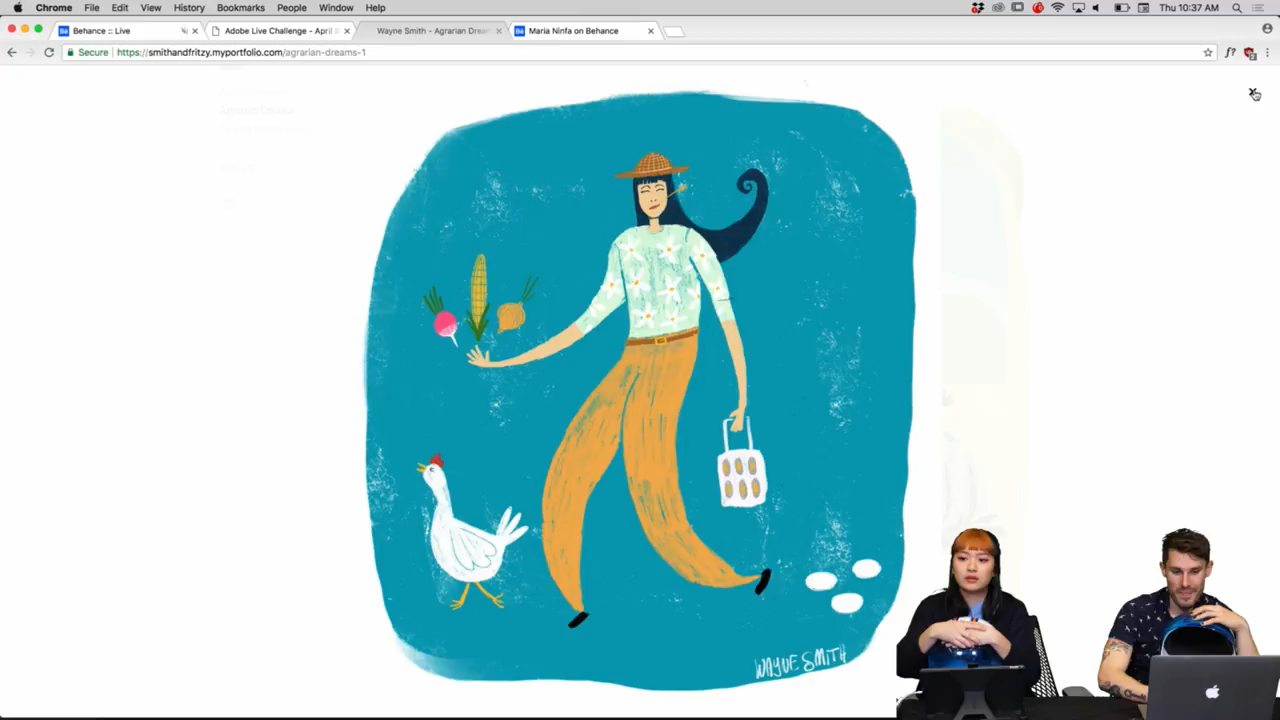 Chrome File Edit View History Bookmarks People Window Help Thu 10:37 AM
Behance :: Live Adobe Live Challenge - April Wayne Smith - Agrarian Drea Maria Ninfa on Behance
Secure https://smithandfritzy.myportfolio.com/agrarian-dreams-1 f?
WAYNE SMITH